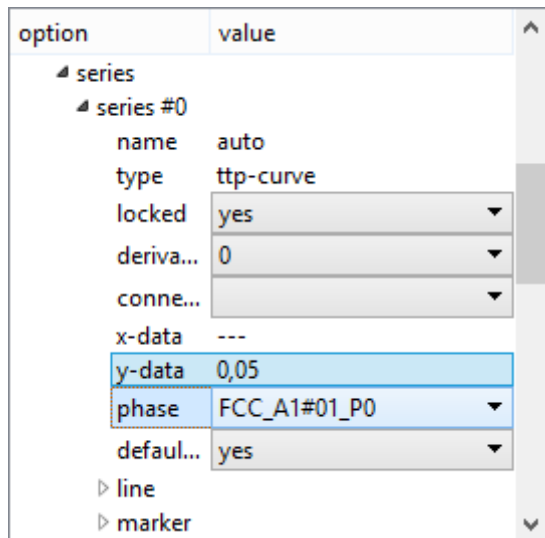 option value
series
series #0
name auto
type ttp-curve
locked yes
deriva... 0
conne...
x-data ---
y-data 0,05
phase FCC_A1#01_P0
defaul... yes
line
marker